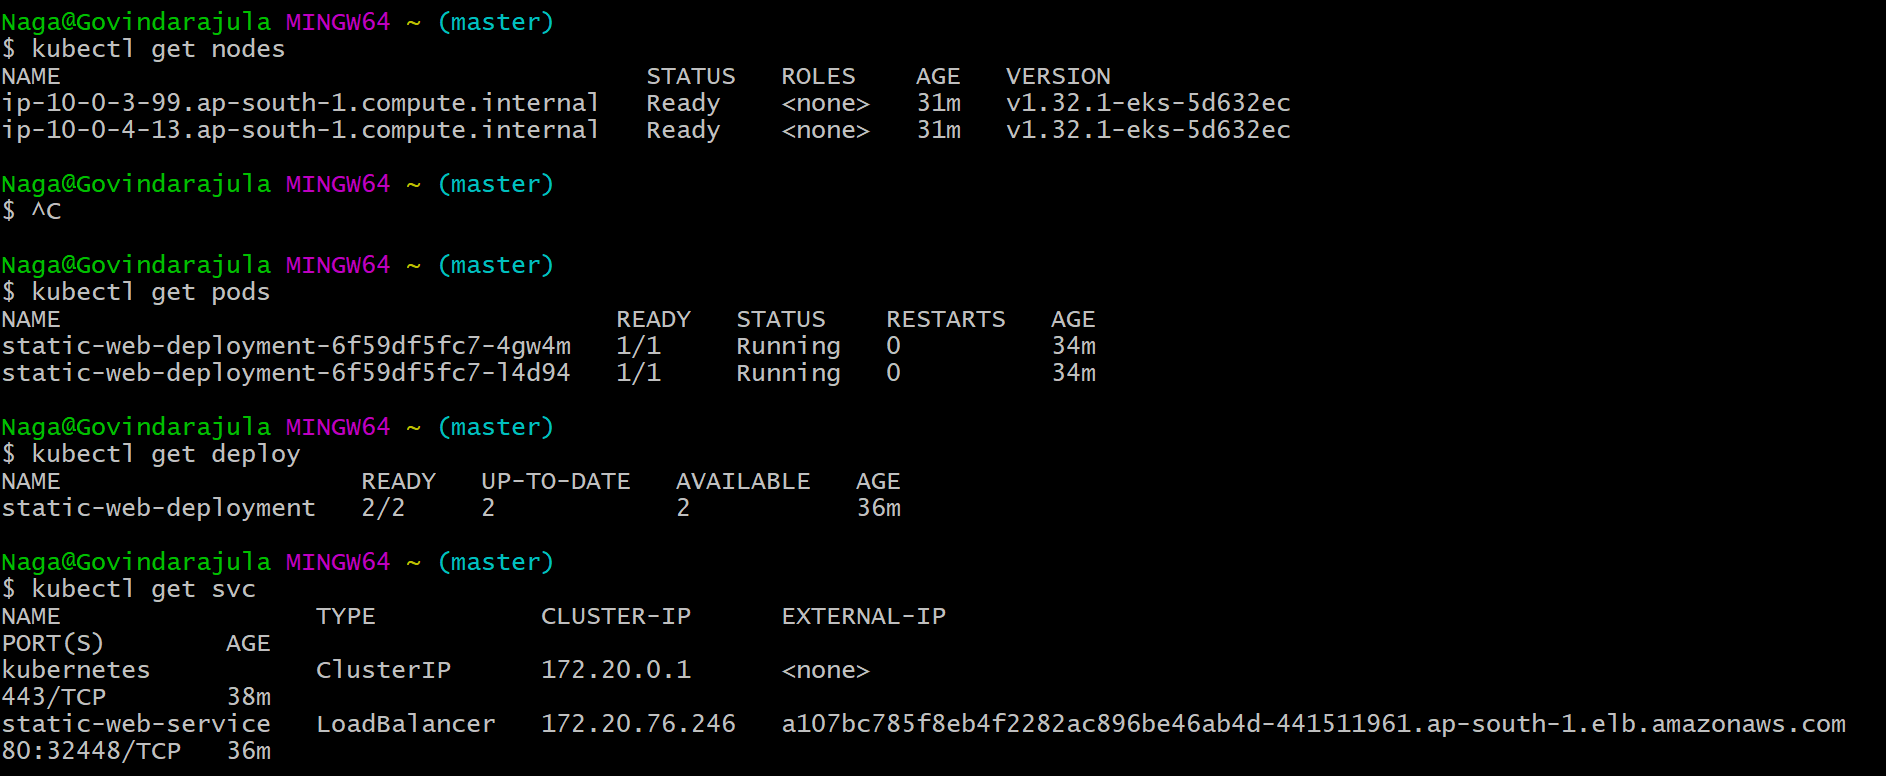 Naga@Govindarajula MINGW64 ~ (master)
$ kubectl get nodes
NAME                                       STATUS   ROLES    AGE   VERSION
ip-10-0-3-99.ap-south-1.compute.internal   Ready    <none>   31m   v1.32.1-eks-5d632ec
ip-10-0-4-13.ap-south-1.compute.internal   Ready    <none>   31m   v1.32.1-eks-5d632ec

Naga@Govindarajula MINGW64 ~ (master)
$ ^C

Naga@Govindarajula MINGW64 ~ (master)
$ kubectl get pods
NAME                                     READY   STATUS    RESTARTS   AGE
static-web-deployment-6f59df5fc7-4gw4m   1/1     Running   0          34m
static-web-deployment-6f59df5fc7-l4d94   1/1     Running   0          34m

Naga@Govindarajula MINGW64 ~ (master)
$ kubectl get deploy
NAME                    READY   UP-TO-DATE   AVAILABLE   AGE
static-web-deployment   2/2     2            2           36m

Naga@Govindarajula MINGW64 ~ (master)
$ kubectl get svc
NAME                 TYPE           CLUSTER-IP      EXTERNAL-IP
PORT(S)        AGE
kubernetes           ClusterIP      172.20.0.1      <none>
443/TCP        38m
static-web-service   LoadBalancer   172.20.76.246   a107bc785f8eb4f2282ac896be46ab4d-441511961.ap-south-1.elb.amazonaws.com
80:32448/TCP   36m